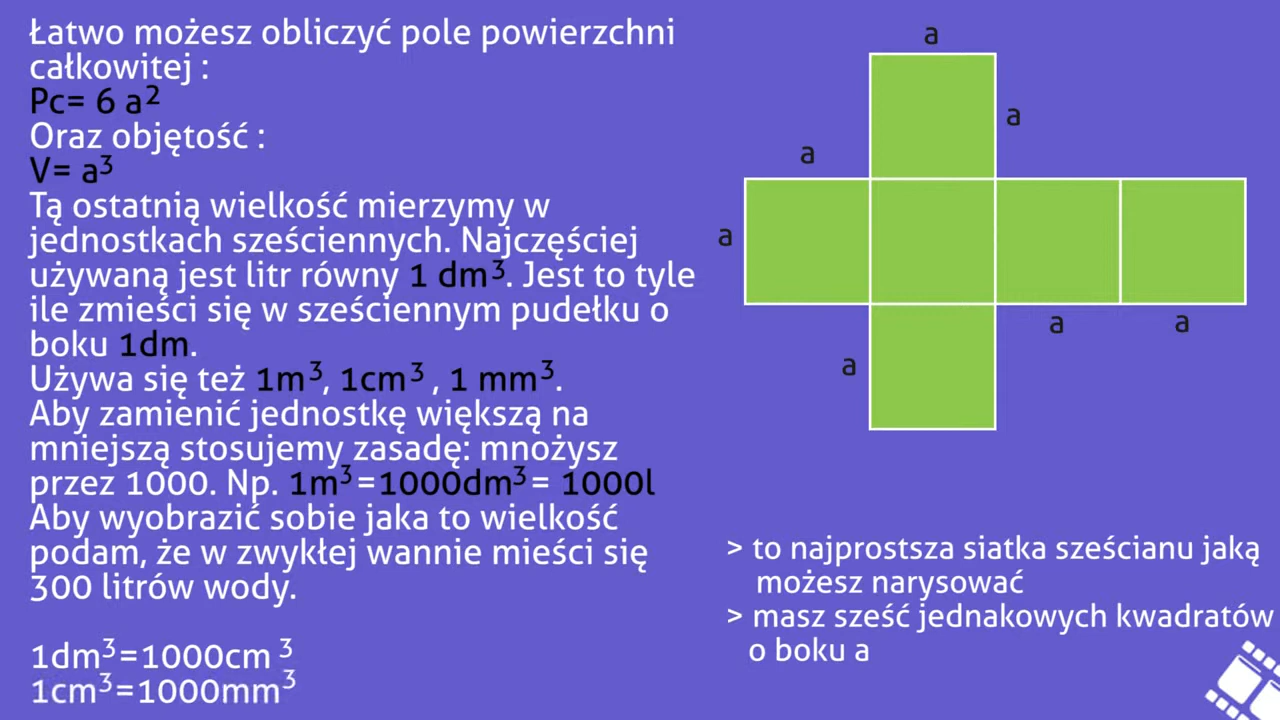 Łatwo możesz obliczyć pole powierzchni
całkowitej :
Pc= 6 a²
Oraz objętość :
V= a³
Tą ostatnią wielkość mierzymy w
jednostkach sześciennych. Najczęściej
używaną jest litr równy 1 dm³. Jest to tyle
ile zmieści się w sześciennym pudełku o
boku 1dm.
Używa się też 1m³, 1cm³ , 1 mm³.
Aby zamienić jednostkę większą na
mniejszą stosujemy zasadę: mnożysz
przez 1000. Np. 1m³=1000dm³= 1000l
Aby wyobrazić sobie jaka to wielkość
podam, że w zwykłej wannie mieści się
300 litrów wody.
1dm³=1000cm ³
1cm³=1000mm³
a
a
a
a
a
a
a
> to najprostsza siatka sześcianu jaką
możesz narysować
> masz sześć jednakowych kwadratów
o boku a